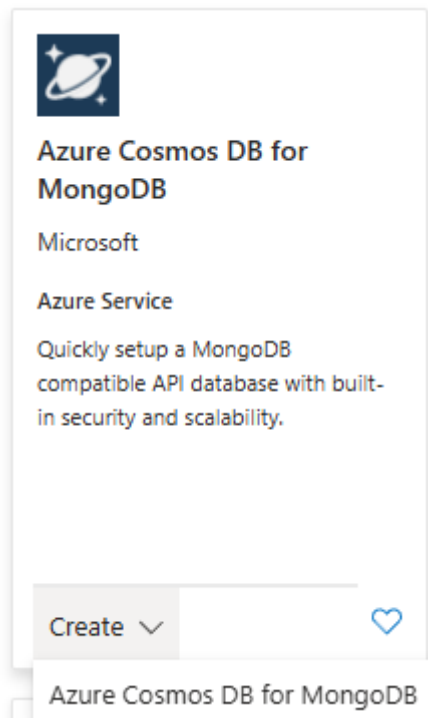 Azure Cosmos DB for
MongoDB
Microsoft
Azure Service
Quickly setup a MongoDB
compatible API database with built-
in security and scalability.
Create
Azure Cosmos DB for MongoDB